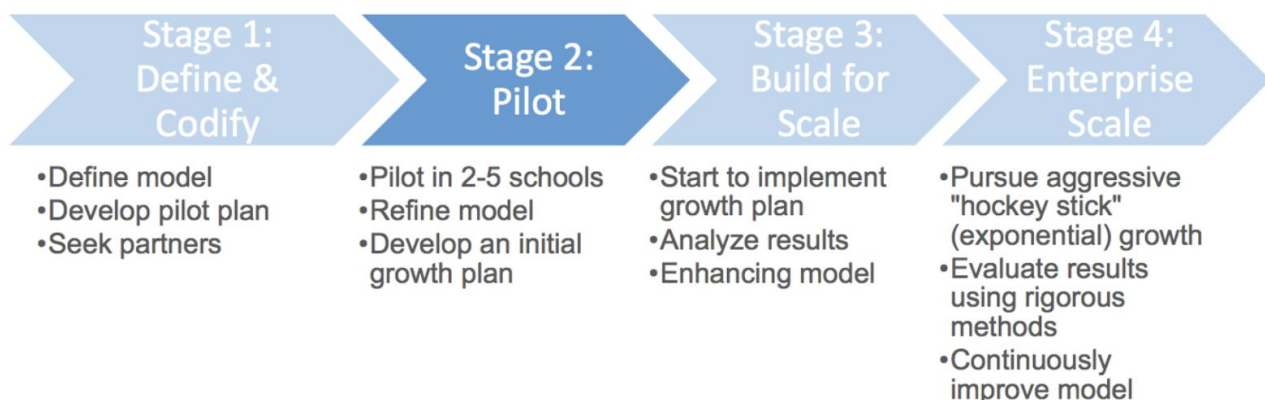 Stage 1:
Define &
Codify
Stage 2:
Pilot
Stage 3:
Build for
Scale
Stage 4:
Enterprise
Scale
•Define model
•Develop pilot plan
•Seek partners
•Pilot in 2-5 schools
•Refine model
•Develop an initial
growth plan
•Start to implement
growth plan
•Analyze results
•Enhancing model
•Pursue aggressive
"hockey stick"
(exponential) growth
•Evaluate results
using rigorous
methods
•Continuously
improve model